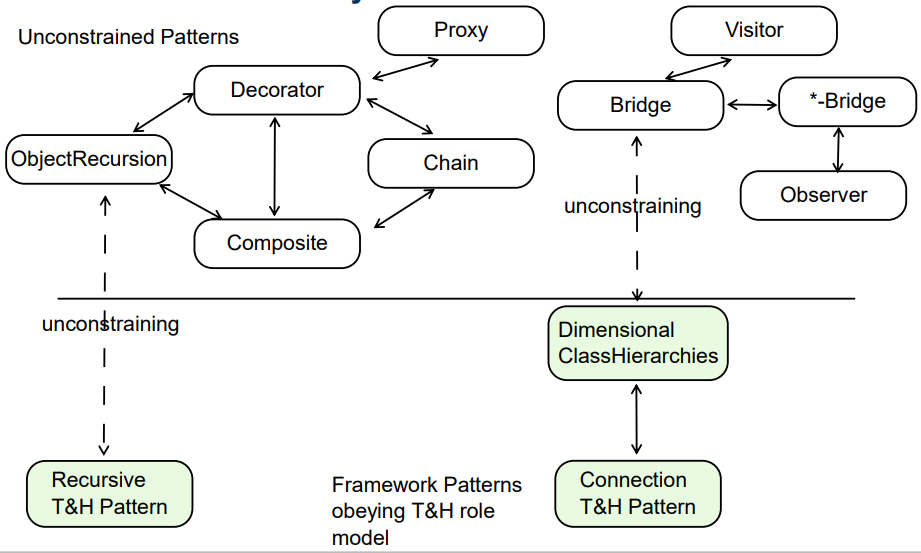 Unconstrained Patterns
Proxy
Visitor
Decorator
Bridge
*-Bridge
ObjectRecursion
Chain
Observer
unconstraining
Composite
unconstraining
Dimensional
ClassHierarchies
Recursive
T&H Pattern
Framework Patterns
obeying T&H role
model
Connection
T&H Pattern